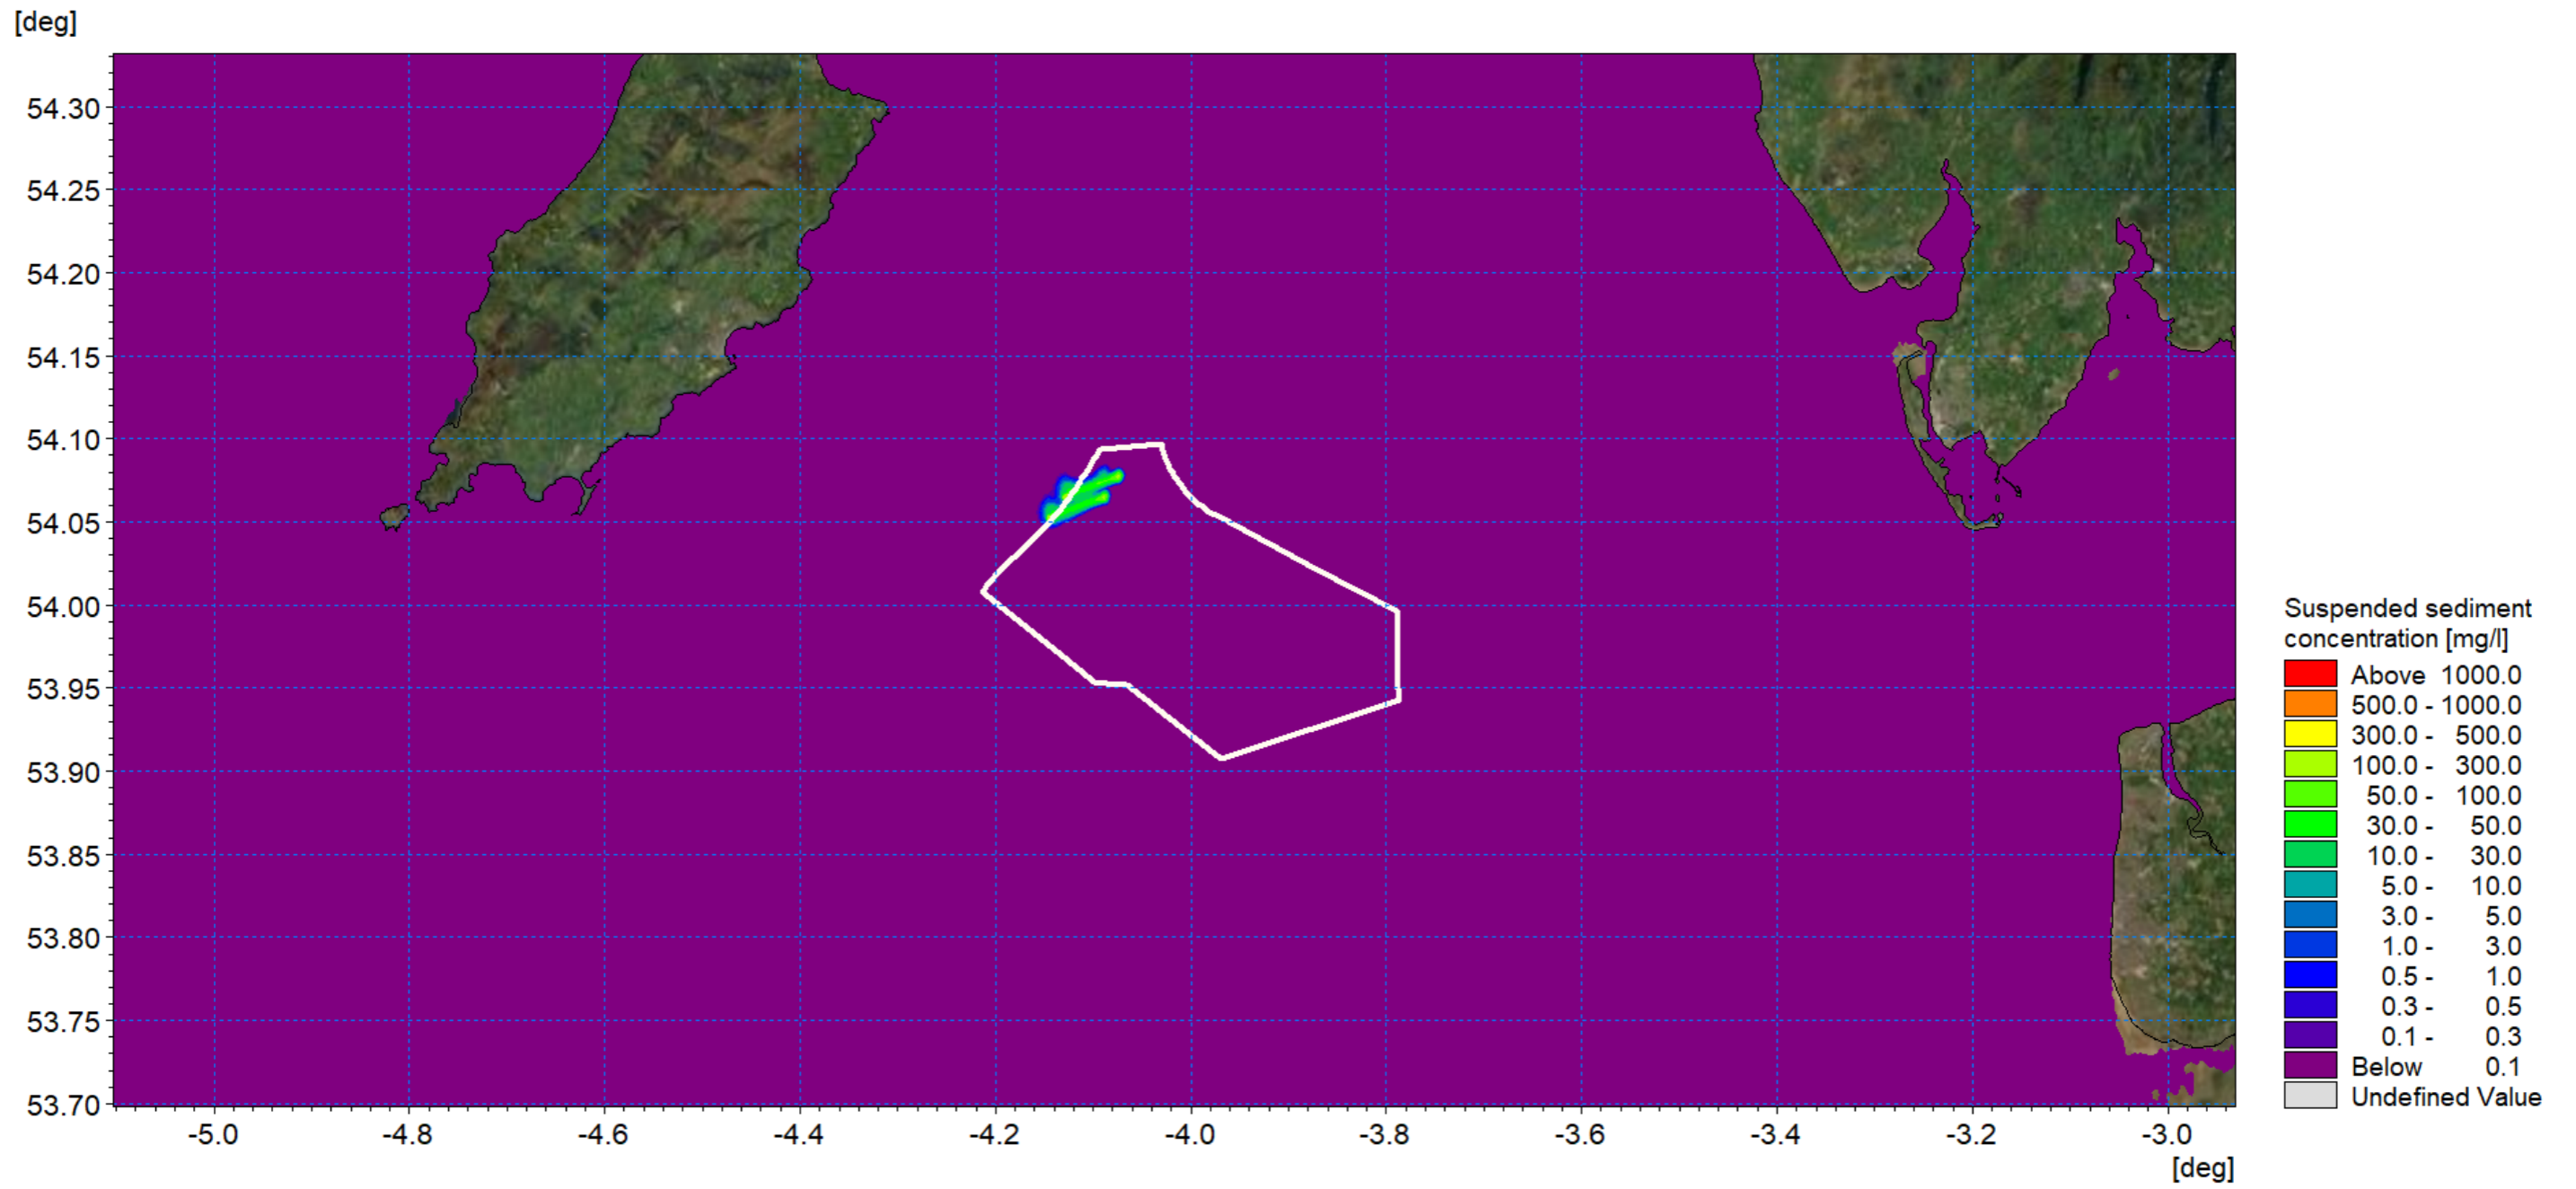 [deg]
54.30
54.25
54.20
54.15
54.10
54.05
54.00
53.95
53.90
53.85
53.80
53.75
53.70
-5.0 -4.8 -4.6 -4.4 -4.2 -4.0 -3.8 -3.6 -3.4 -3.2 -3.0
[deg]
Suspended sediment
concentration [mg/l]
Above 1000.0
500.0 - 1000.0
300.0 - 500.0
100.0 - 300.0
50.0 - 100.0
30.0 - 50.0
10.0 - 30.0
5.0 - 10.0
3.0 - 5.0
1.0 - 3.0
0.5 - 1.0
0.3 - 0.5
0.1 - 0.3
Below 0.1
Undefined Value